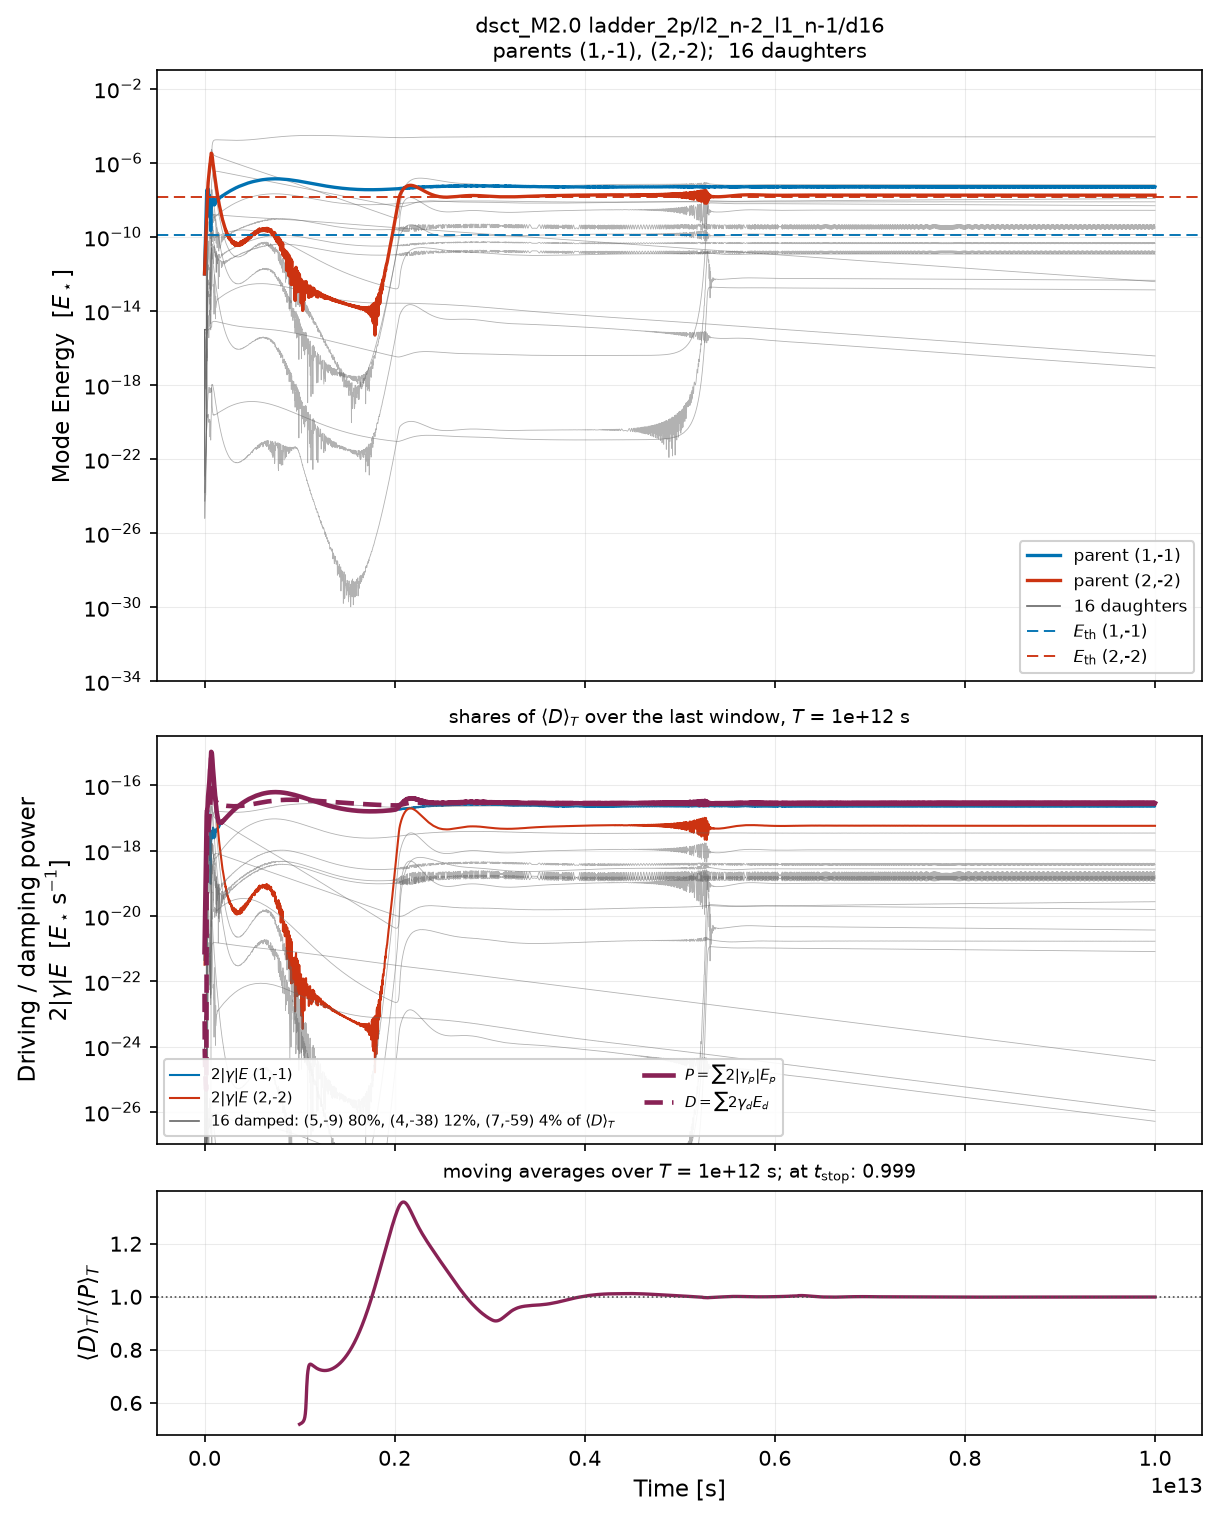 dsct_M2.0 ladder_2p/l2_n-2_l1_n-1/d16
parents (1,-1), (2,-2);  16 daughters
Mode Energy [E⋆]
10⁻²
10⁻⁶
10⁻¹⁰
10⁻¹⁴
10⁻¹⁸
10⁻²²
10⁻²⁶
10⁻³⁰
10⁻³⁴
parent (1,-1)
parent (2,-2)
16 daughters
E_th (1,-1)
E_th (2,-2)
shares of ⟨D⟩_T over the last window, T = 1e+12 s
Driving / damping power
2|γ|E [E⋆ s⁻¹]
10⁻¹⁶
10⁻¹⁸
10⁻²⁰
10⁻²²
10⁻²⁴
10⁻²⁶
2|γ|E (1,-1)
2|γ|E (2,-2)
16 damped: (5,-9) 80%, (4,-38) 12%, (7,-59) 4% of ⟨D⟩_T
P = ∑2|γ_p|E_p
D = ∑2γ_dE_d
moving averages over T = 1e+12 s; at t_stop: 0.999
⟨D⟩_T/⟨P⟩_T
1.2
1.0
0.8
0.6
0.0 0.2 0.4 0.6 0.8 1.0
1e13
Time [s]